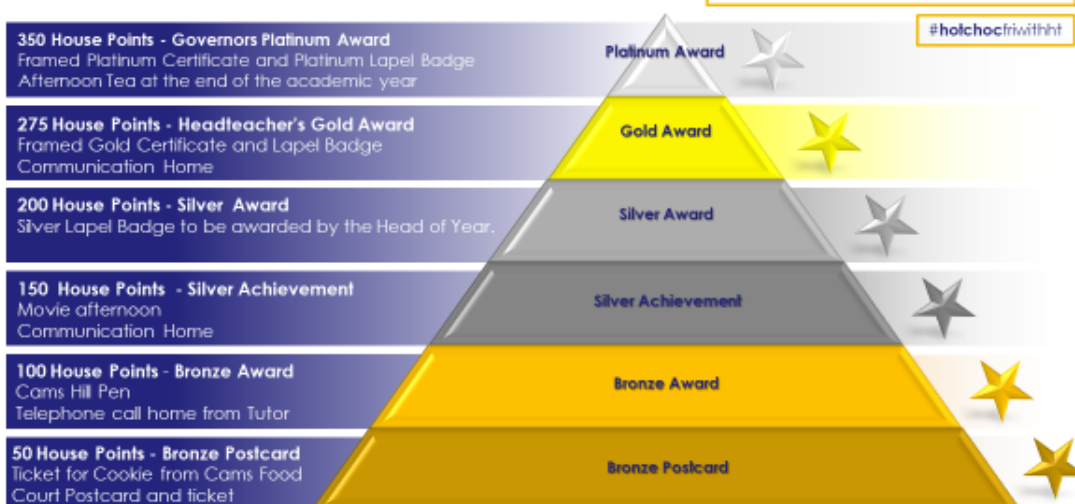 #hotchocfriwithht
350 House Points - Governors Platinum Award
Framed Platinum Certificate and Platinum Lapel Badge
Afternoon Tea at the end of the academic year
Platinum Award
275 House Points - Headteacher's Gold Award
Framed Gold Certificate and Lapel Badge
Communication Home
Gold Award
200 House Points - Silver Award
Silver Lapel Badge to be awarded by the Head of Year.
Silver Award
150 House Points - Silver Achievement
Movie afternoon
Communication Home
Silver Achievement
100 House Points - Bronze Award
Cams Hill Pen
Telephone call home from Tutor
Bronze Award
50 House Points - Bronze Postcard
Ticket for Cookie from Cams Food
Court Postcard and ticket
Bronze Postcard